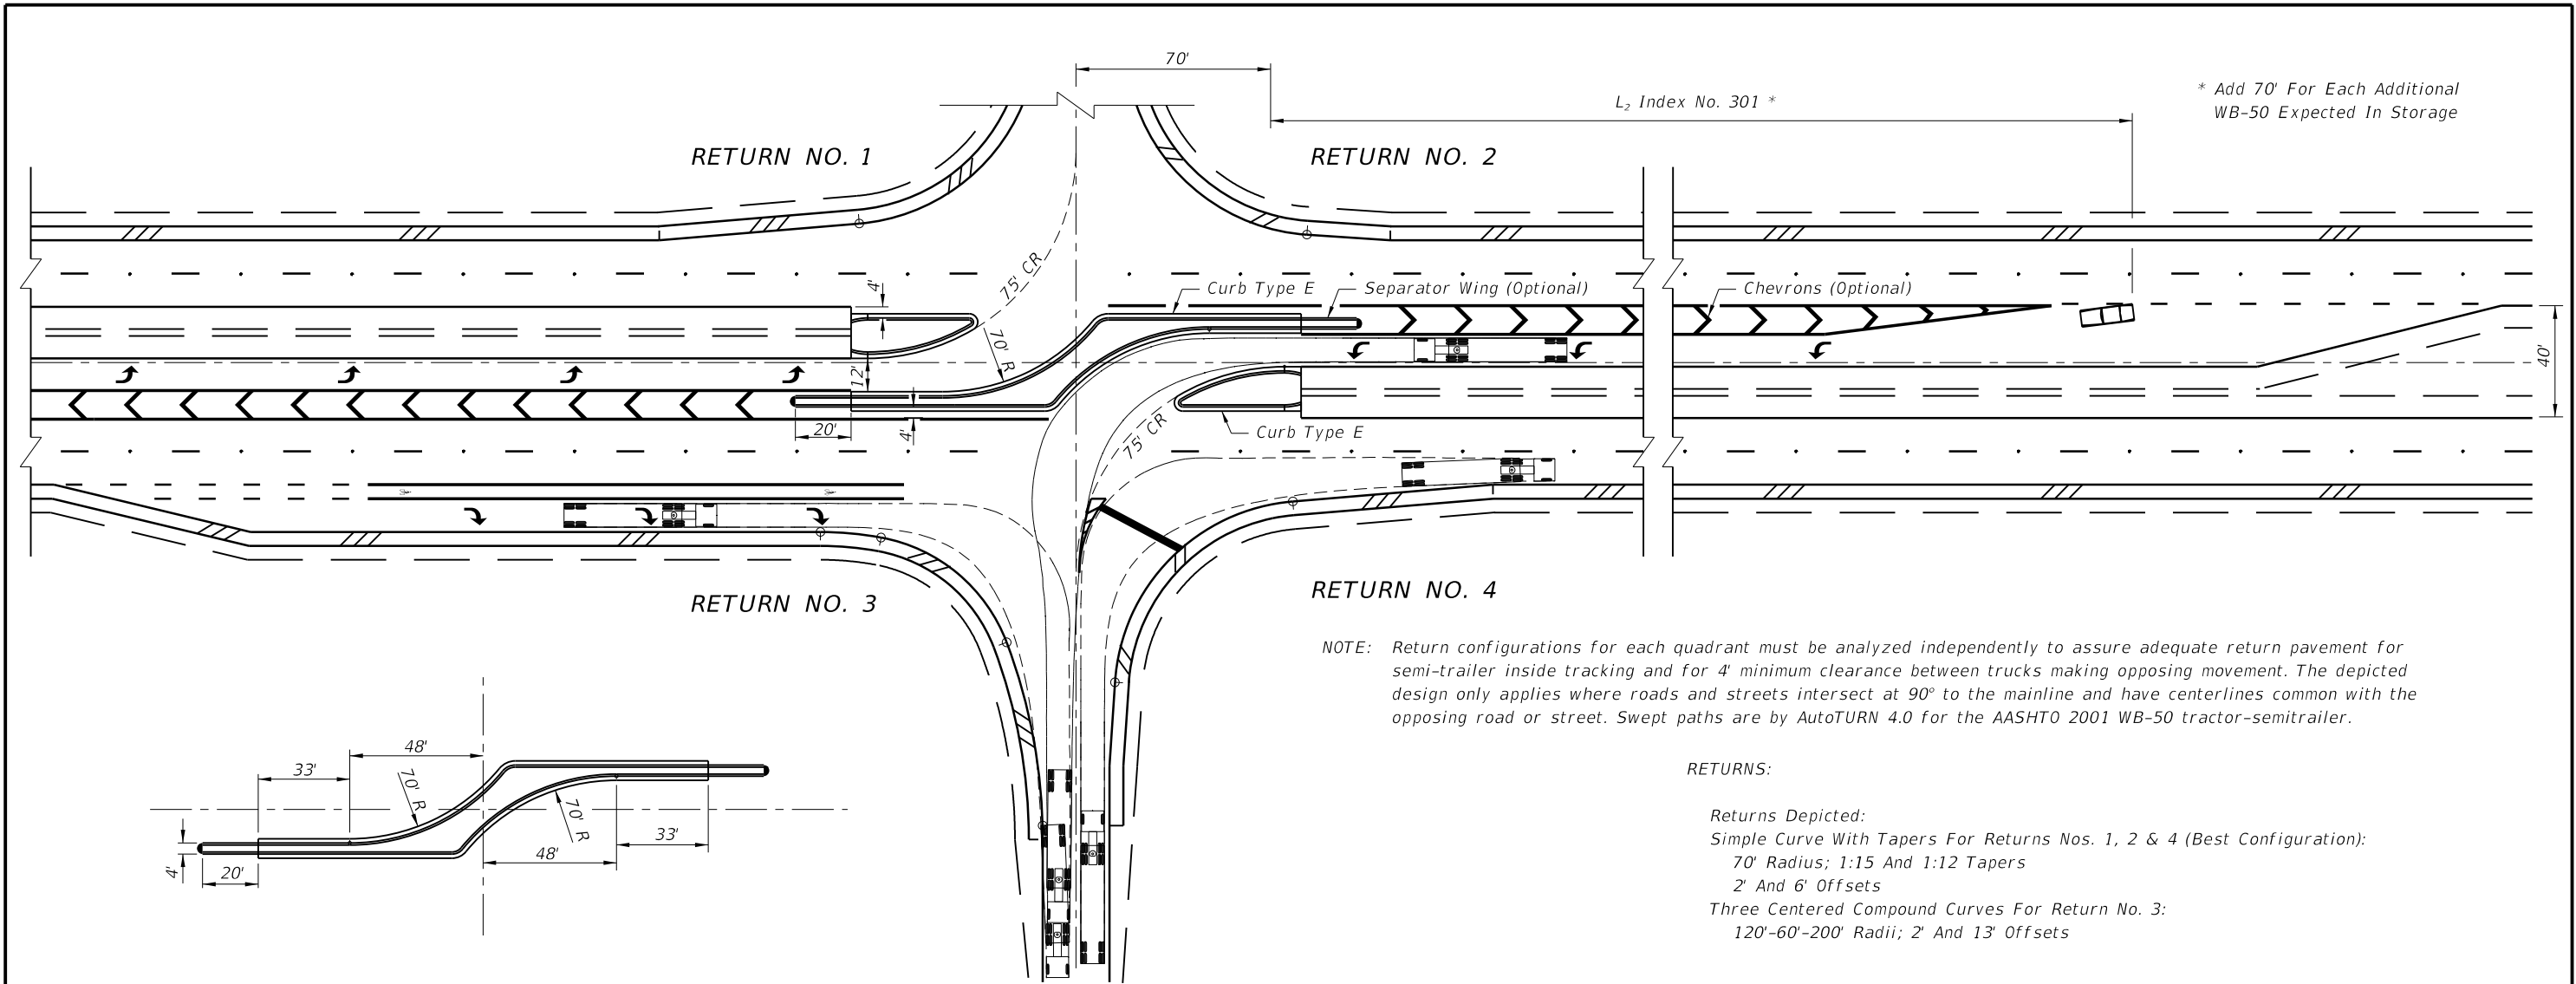 70'
L2 Index No. 301 *
* Add 70' For Each Additional
WB-50 Expected In Storage
RETURN NO. 1
RETURN NO. 2
75' CR
4'
Curb Type E
Separator Wing (Optional)
Chevrons (Optional)
70' R
12'
40'
20'
4'
75' CR
Curb Type E
RETURN NO. 3
RETURN NO. 4
NOTE: Return configurations for each quadrant must be analyzed independently to assure adequate return pavement for
semi-trailer inside tracking and for 4' minimum clearance between trucks making opposing movement. The depicted
design only applies where roads and streets intersect at 90° to the mainline and have centerlines common with the
opposing road or street. Swept paths are by AutoTURN 4.0 for the AASHTO 2001 WB-50 tractor-semitrailer.
48'
33'
70' R
70' R
33'
48'
4'
20'
RETURNS:
Returns Depicted:
Simple Curve With Tapers For Returns Nos. 1, 2 & 4 (Best Configuration):
70' Radius; 1:15 And 1:12 Tapers
2' And 6' Offsets
Three Centered Compound Curves For Return No. 3:
120'-60'-200' Radii; 2' And 13' Offsets